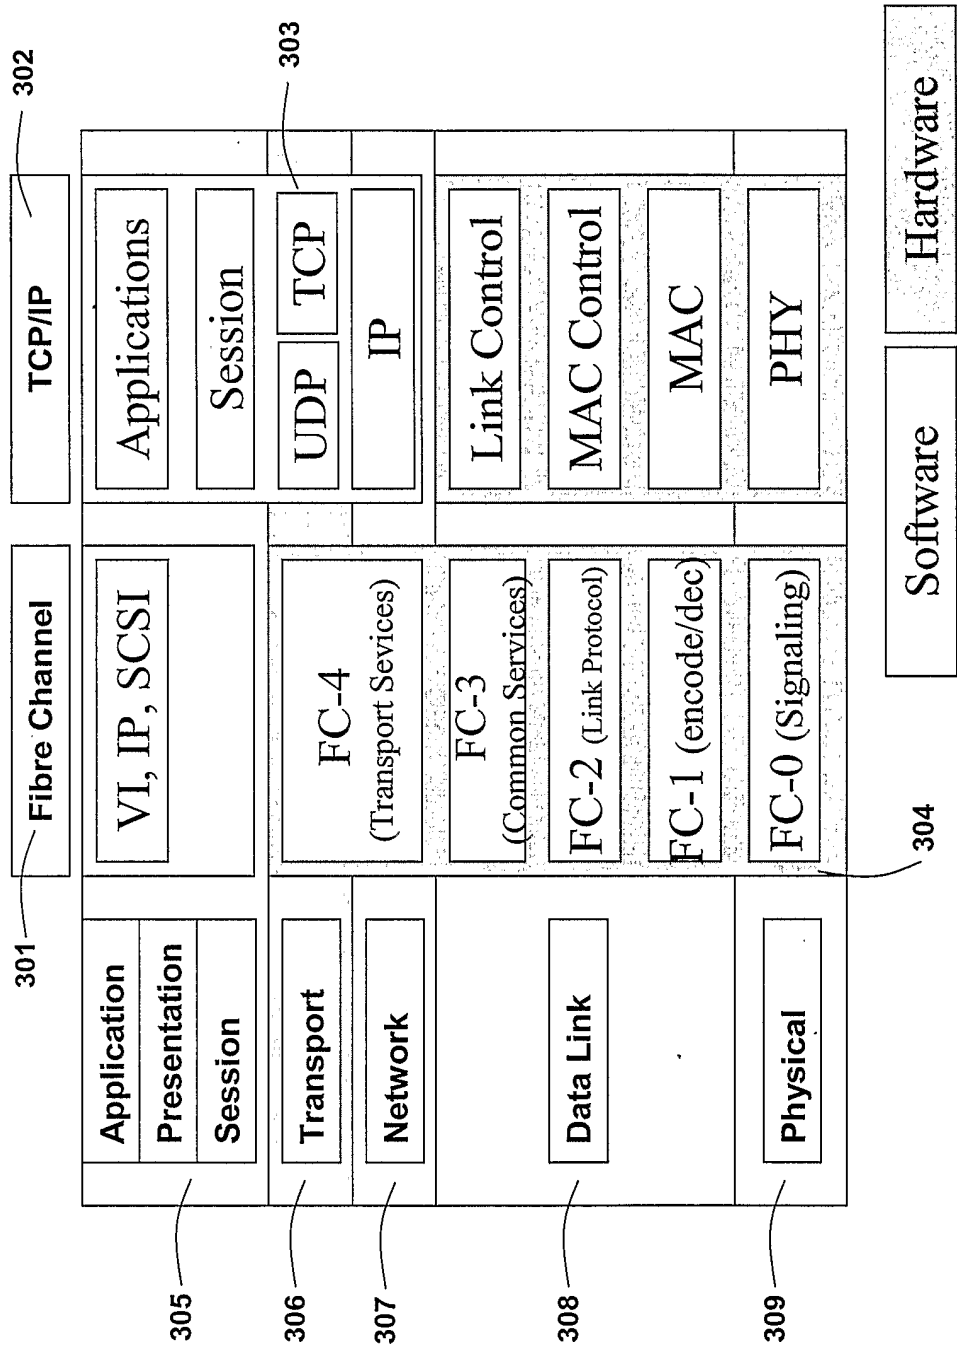 301
302
Fibre Channel
TCP/IP
305
Application
Presentation
Session
VI, IP, SCSI
Applications
Session
306
Transport
FC-4
(Transport Sevices)
UDP
TCP
303
307
Network
IP
308
Data Link
FC-3
(Common Services)
Link Control
FC-2 (Link Protocol)
MAC Control
FC-1 (encode/dec)
MAC
309
Physical
FC-0 (Signaling)
PHY
304
Software
Hardware